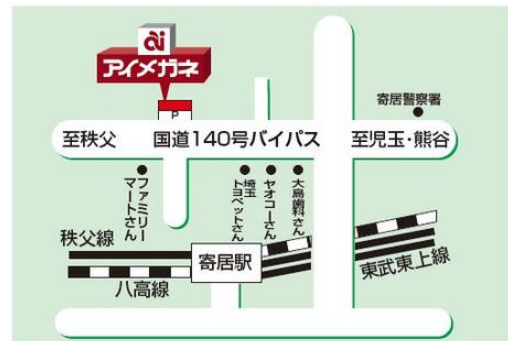 ai
アイメガネ
P
寄居警察署
至秩父
国道140号バイパス
至児玉・熊谷
ファミリー
マートさん
埼玉
トヨペットさん
ヤオコーさん
大島歯科さん
秩父線
寄居駅
八高線
東武東上線